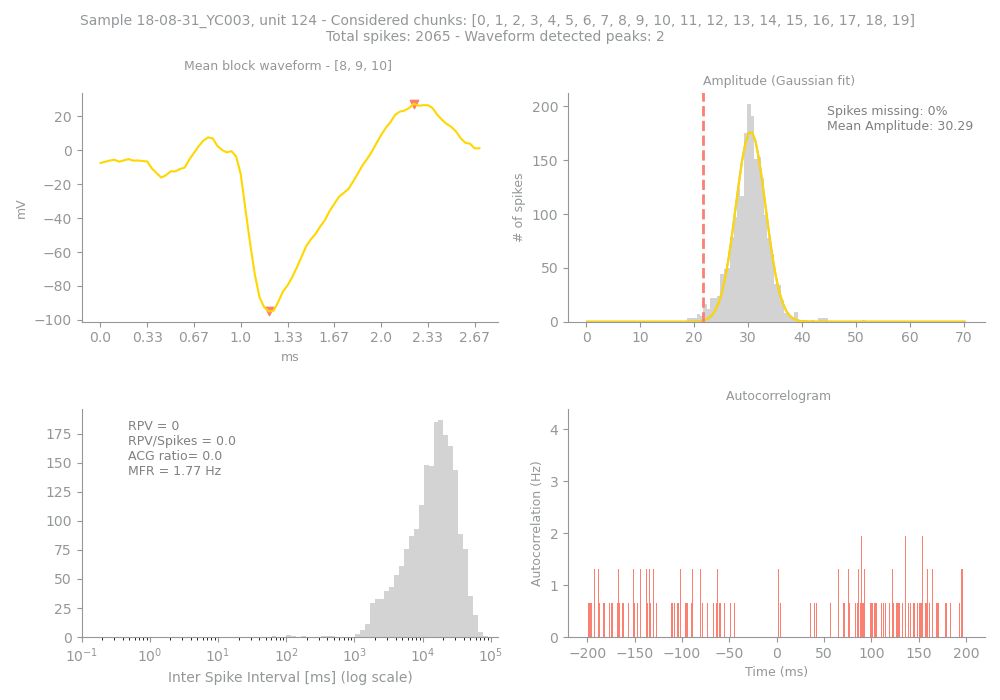 Sample 18-08-31_YC003, unit 124 - Considered chunks: [0, 1, 2, 3, 4, 5, 6, 7, 8, 9, 10, 11, 12, 13, 14, 15, 16, 17, 18, 19]
Total spikes: 2065 - Waveform detected peaks: 2
Mean block waveform - [8, 9, 10]
20
0
−20
−40
−60
−80
−100
mV
0.0 0.33 0.67 1.0 1.33 1.67 2.0 2.33 2.67
ms
Amplitude (Gaussian fit)
Spikes missing: 0%
Mean Amplitude: 30.29
200
150
100
50
0
# of spikes
0 10 20 30 40 50 60 70
RPV = 0
RPV/Spikes = 0.0
ACG ratio= 0.0
MFR = 1.77 Hz
175
150
125
100
75
50
25
0
10−1 100 101 102 103 104 105
Inter Spike Interval [ms] (log scale)
Autocorrelogram
4
3
2
1
0
Autocorrelation (Hz)
−200 −150 −100 −50 0 50 100 150 200
Time (ms)